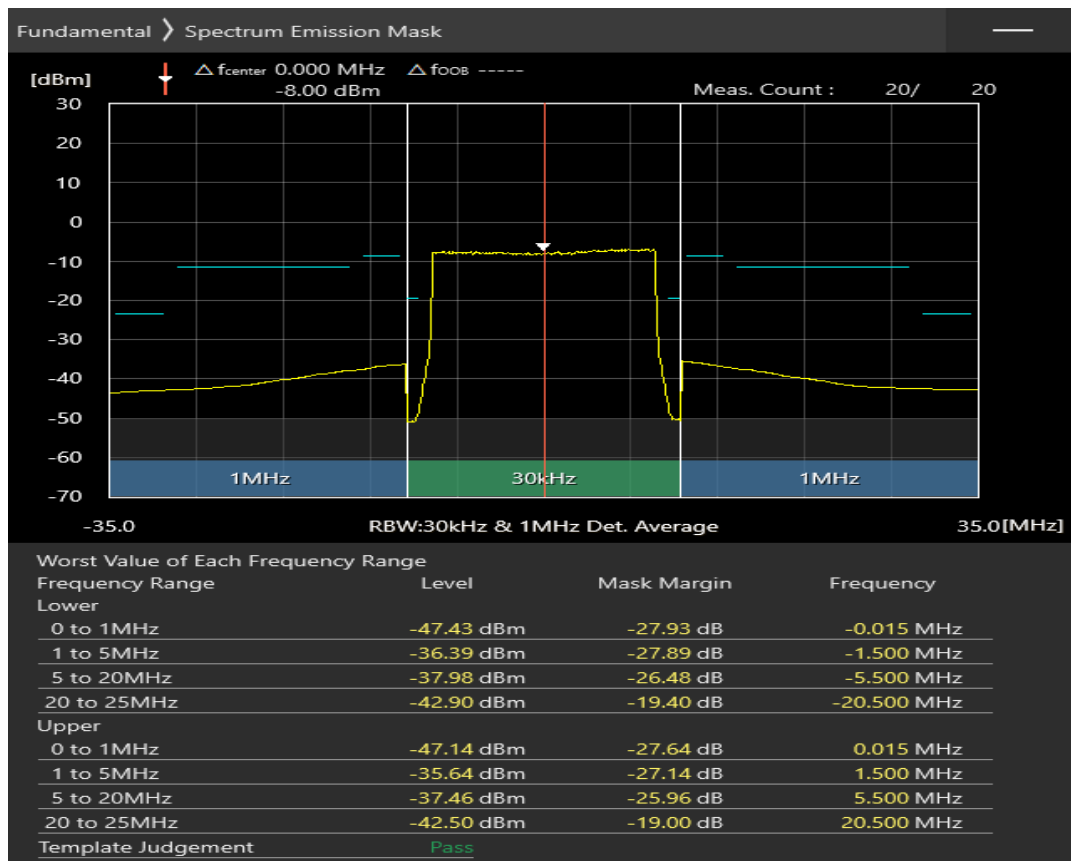 Fundamental ❯ Spectrum Emission Mask
[dBm] △ fcenter 0.000 MHz △ fOOB -----
-8.00 dBm Meas. Count : 20/ 20
30
20
10
0
-10
-20
-30
-40
-50
-60
1MHz 30kHz 1MHz
-70
-35.0 RBW:30kHz & 1MHz Det. Average 35.0[MHz]
Worst Value of Each Frequency Range
Frequency Range Level Mask Margin Frequency
Lower
0 to 1MHz -47.43 dBm -27.93 dB -0.015 MHz
1 to 5MHz -36.39 dBm -27.89 dB -1.500 MHz
5 to 20MHz -37.98 dBm -26.48 dB -5.500 MHz
20 to 25MHz -42.90 dBm -19.40 dB -20.500 MHz
Upper
0 to 1MHz -47.14 dBm -27.64 dB 0.015 MHz
1 to 5MHz -35.64 dBm -27.14 dB 1.500 MHz
5 to 20MHz -37.46 dBm -25.96 dB 5.500 MHz
20 to 25MHz -42.50 dBm -19.00 dB 20.500 MHz
Template Judgement Pass